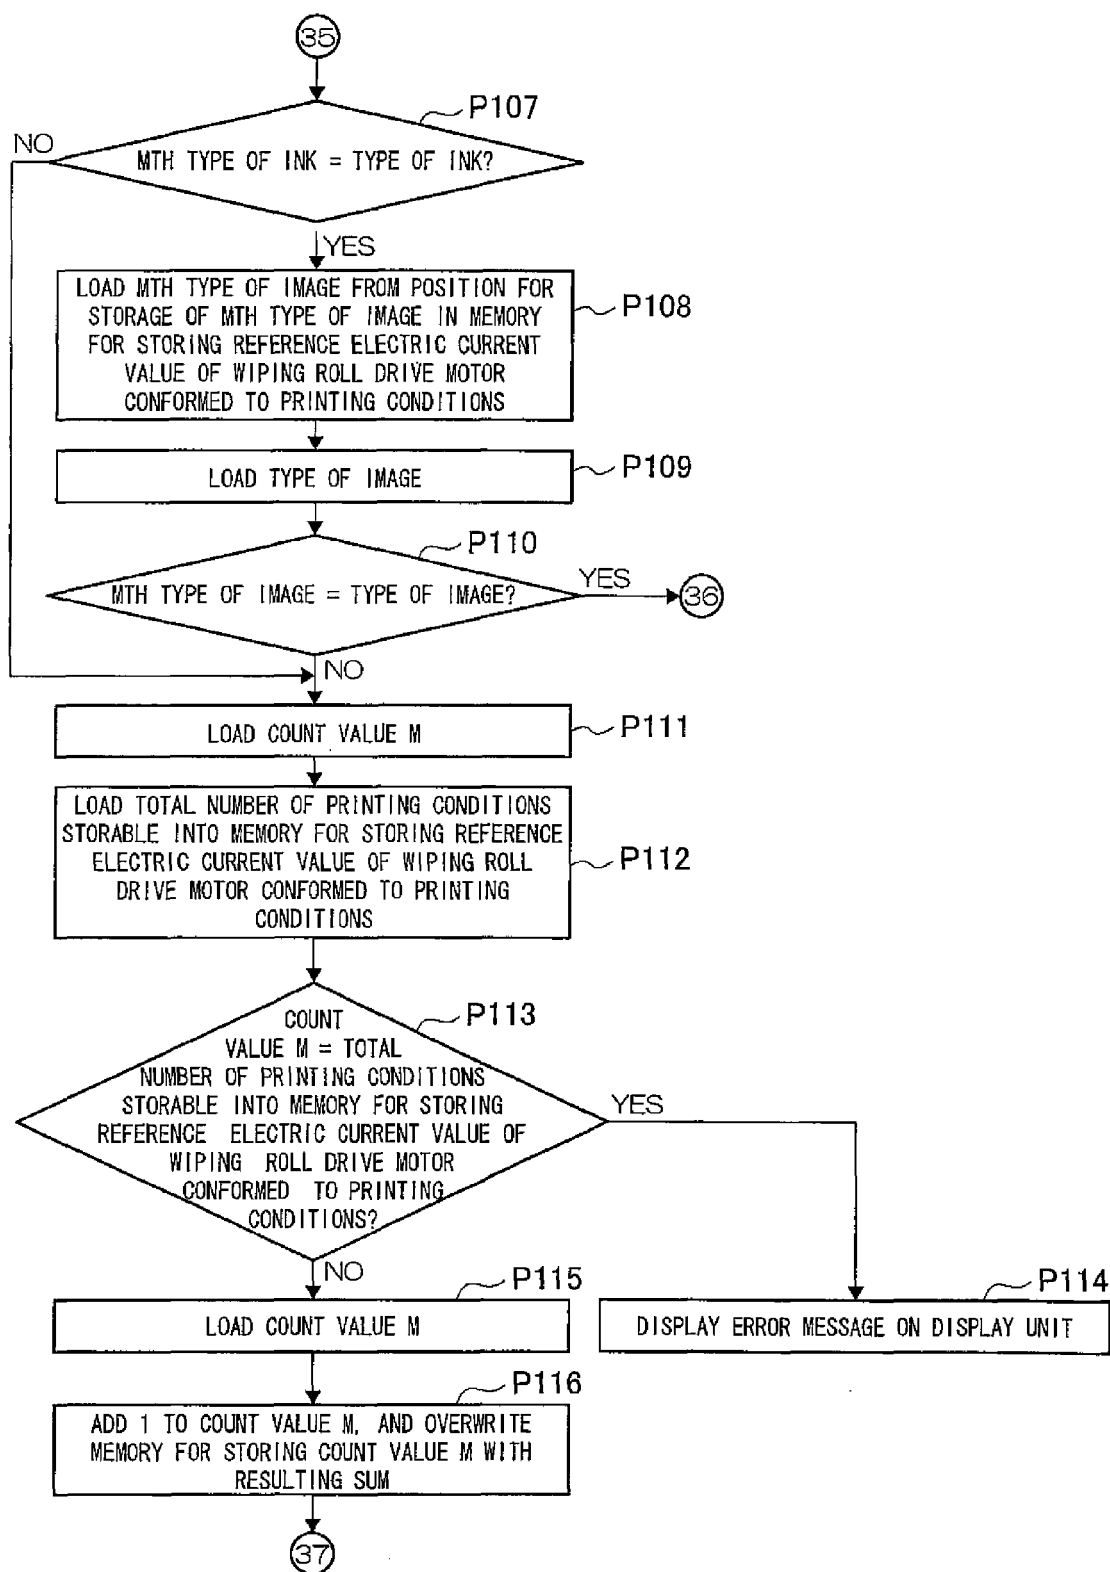 35
P107
NO
MTH TYPE OF INK = TYPE OF INK?
YES
LOAD MTH TYPE OF IMAGE FROM POSITION FOR
STORAGE OF MTH TYPE OF IMAGE IN MEMORY
FOR STORING REFERENCE ELECTRIC CURRENT
VALUE OF WIPING ROLL DRIVE MOTOR
CONFORMED TO PRINTING CONDITIONS
P108
LOAD TYPE OF IMAGE
P109
P110
MTH TYPE OF IMAGE = TYPE OF IMAGE?
YES
36
NO
LOAD COUNT VALUE M
P111
LOAD TOTAL NUMBER OF PRINTING CONDITIONS
STORABLE INTO MEMORY FOR STORING REFERENCE
ELECTRIC CURRENT VALUE OF WIPING ROLL
DRIVE MOTOR CONFORMED TO PRINTING
CONDITIONS
P112
P113
COUNT
VALUE M = TOTAL
NUMBER OF PRINTING CONDITIONS
STORABLE INTO MEMORY FOR STORING
REFERENCE ELECTRIC CURRENT VALUE OF
WIPING ROLL DRIVE MOTOR
CONFORMED TO PRINTING
CONDITIONS?
YES
NO
P115
LOAD COUNT VALUE M
P114
DISPLAY ERROR MESSAGE ON DISPLAY UNIT
P116
ADD 1 TO COUNT VALUE M, AND OVERWRITE
MEMORY FOR STORING COUNT VALUE M WITH
RESULTING SUM
37